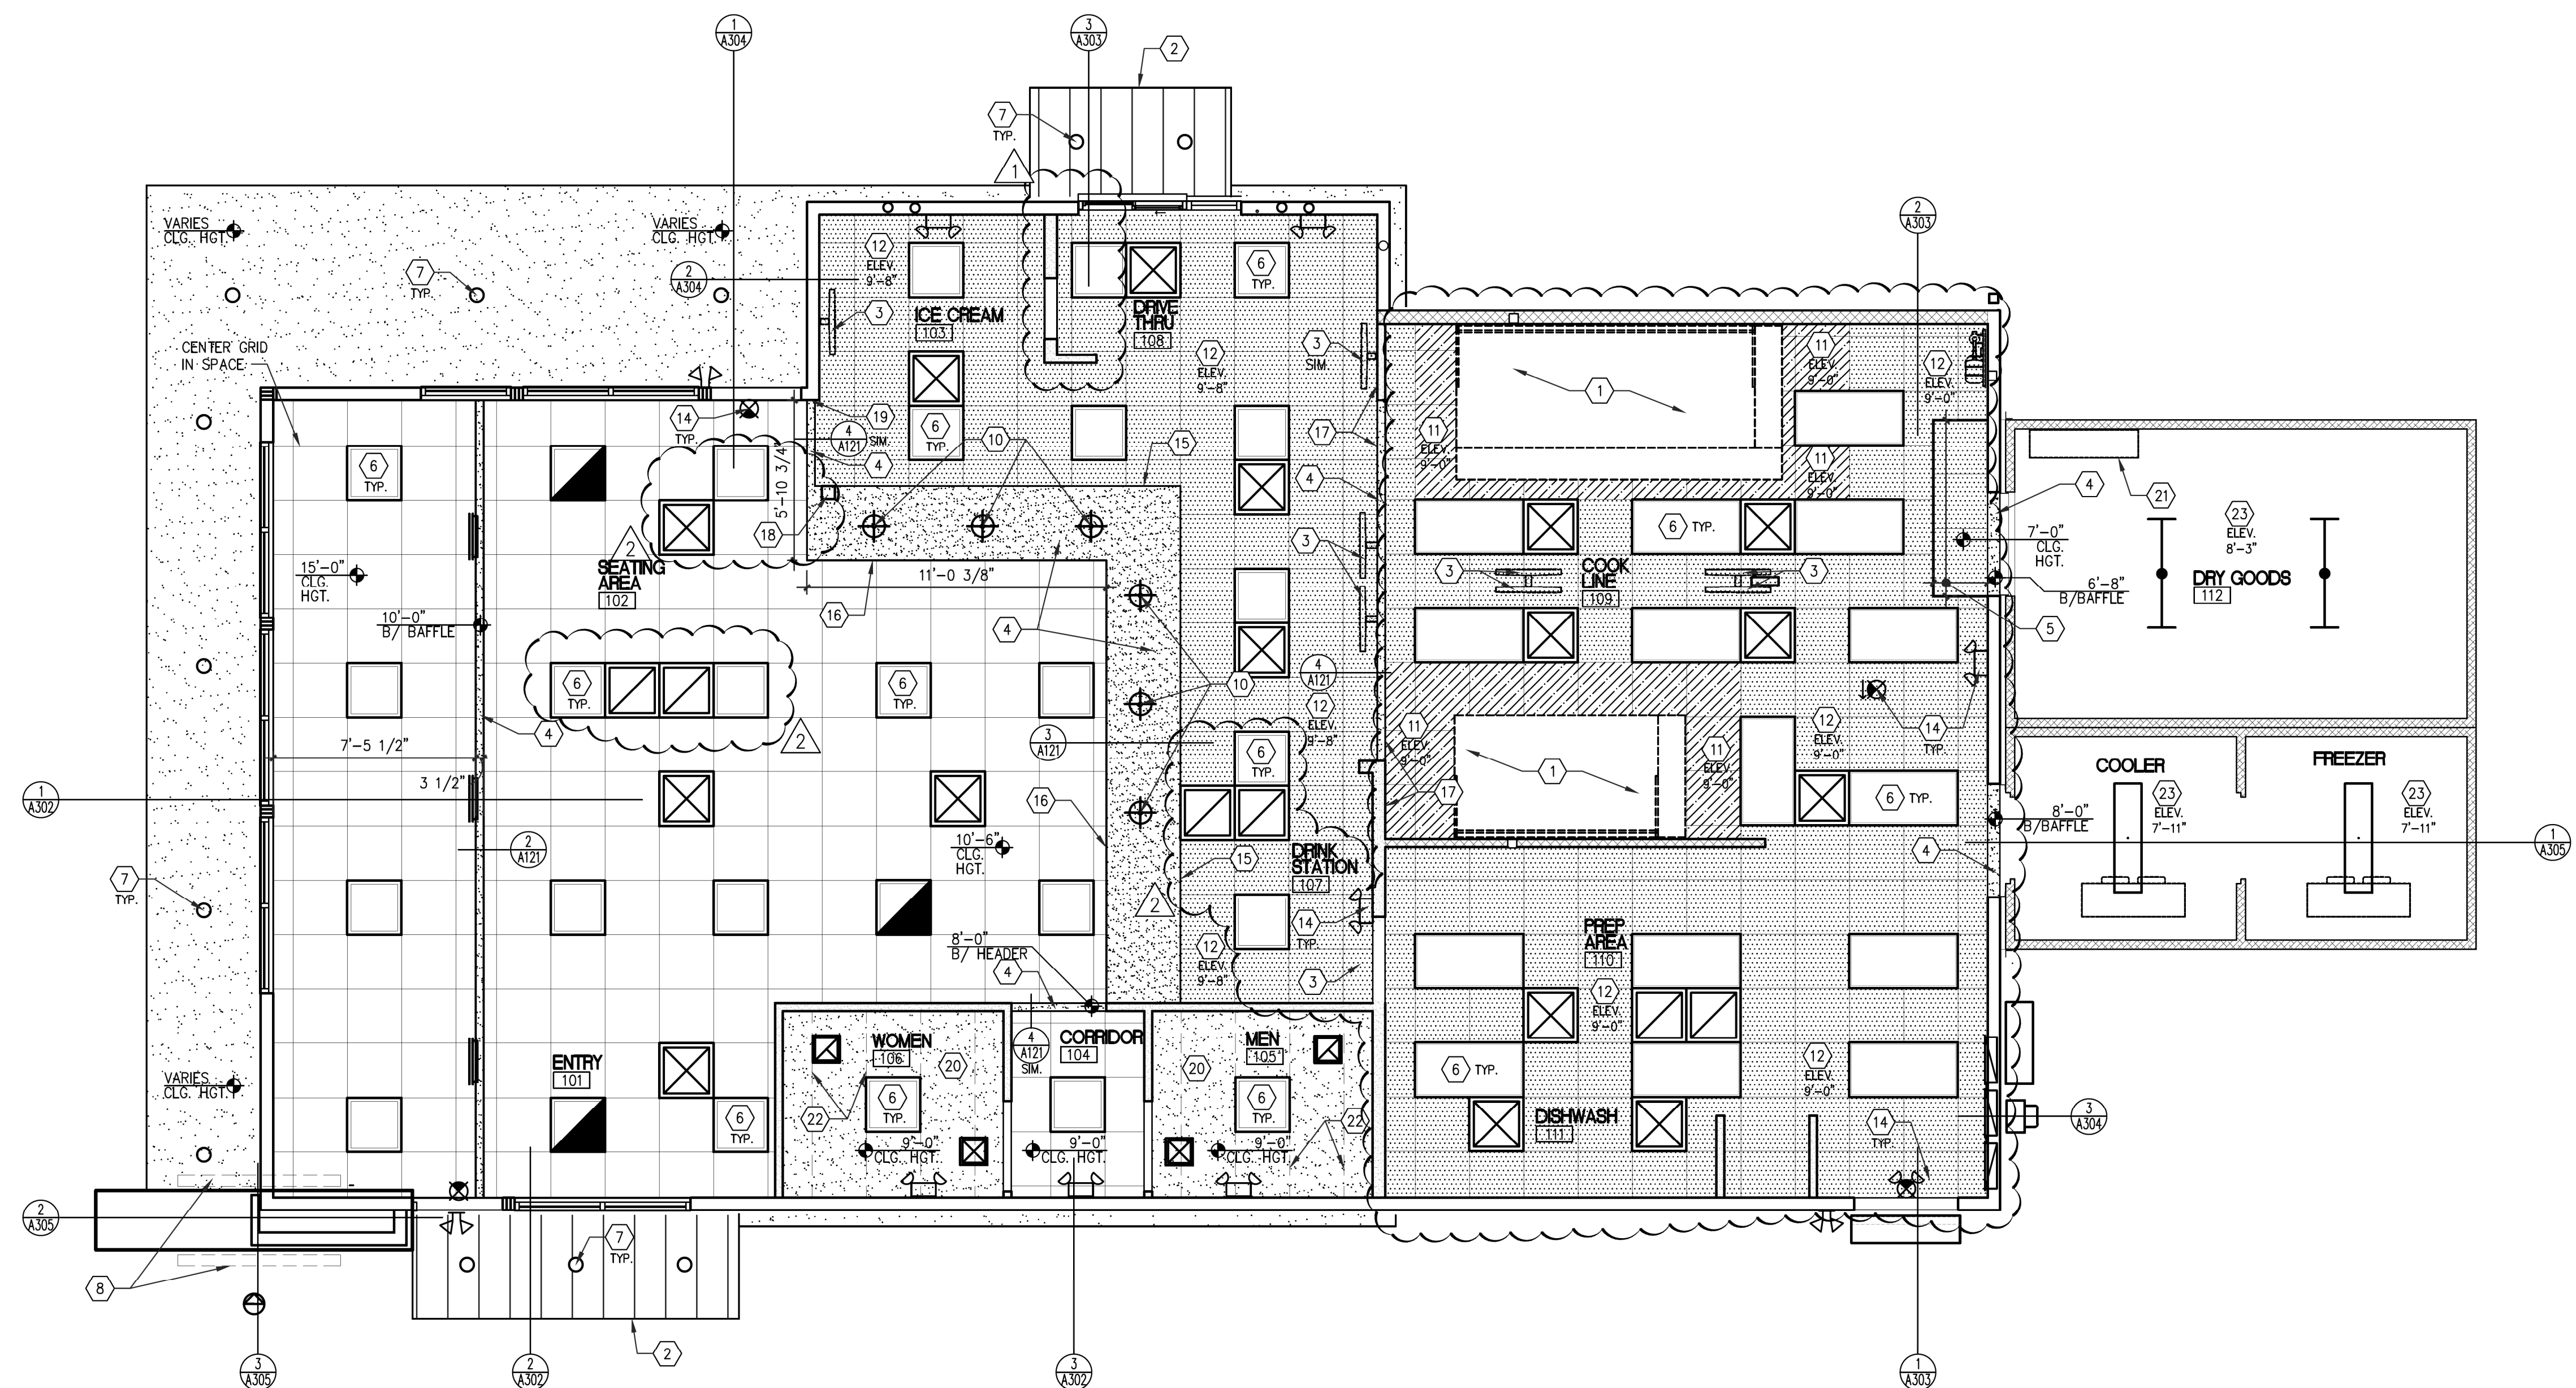 1
A304
3
A303
2
7
TYP.
1
VARIES
CLG. HGT.
VARIES
CLG. HGT.
2
A303
12
ELEV.
9'-8"
6
TYP.
7
TYP.
2
A304
3
ICE CREAM
103
DRIVE
THRU
108
CENTER GRID
IN SPACE
12
ELEV.
9'-8"
3
SIM.
11
ELEV.
9'-0"
12
ELEV.
9'-0"
1
14
TYP.
19
4
A121
SIM.
6
TYP.
10
15
17
11
ELEV.
9'-0"
11
ELEV.
9'-0"
6
TYP.
4
5'-10 3/4"
4
4
21
18
2
6 TYP.
23
ELEV.
8'-3"
3
7'-0"
CLG.
HGT.
SEATING
AREA
102
15'-0"
CLG.
HGT.
11'-0 3/8"
3
COOK
LINE
109
3
DRY GOODS
112
6'-8"
B/BAFFLE
10'-0"
B/ BAFFLE
16
4
5
4
A121
6
TYP.
6
TYP.
10
12
ELEV.
9'-8"
11
ELEV.
9'-0"
12
ELEV.
9'-0"
14
TYP.
4
2
3
A121
6
TYP.
11
ELEV.
9'-0"
7'-5 1/2"
3 1/2"
1
COOLER
FREEZER
1
A302
16
17
6 TYP.
23
ELEV.
7'-11"
23
ELEV.
7'-11"
8'-0"
B/BAFFLE
2
A121
10'-6"
CLG.
HGT.
15
DRINK
STATION
107
4
1
A305
7
TYP.
2
14
TYP.
8'-0"
B/ HEADER
4
12
ELEV.
9'-8"
3
PREP
AREA
110
12
ELEV.
9'-0"
WOMEN
106
4
A121
SIM.
CORRIDOR
104
MEN
105
ENTRY
101
20
20
6 TYP.
12
ELEV.
9'-0"
VARIES
CLG. HGT.
6
TYP.
22
6
TYP.
6
TYP.
22
DISHWASH
111
14
TYP.
3
A304
9'-0"
CLG. HGT.
9'-0"
CLG. HGT.
9'-0"
CLG. HGT.
2
A305
7
TYP.
8
2
3
A305
2
A302
3
A302
1
A303